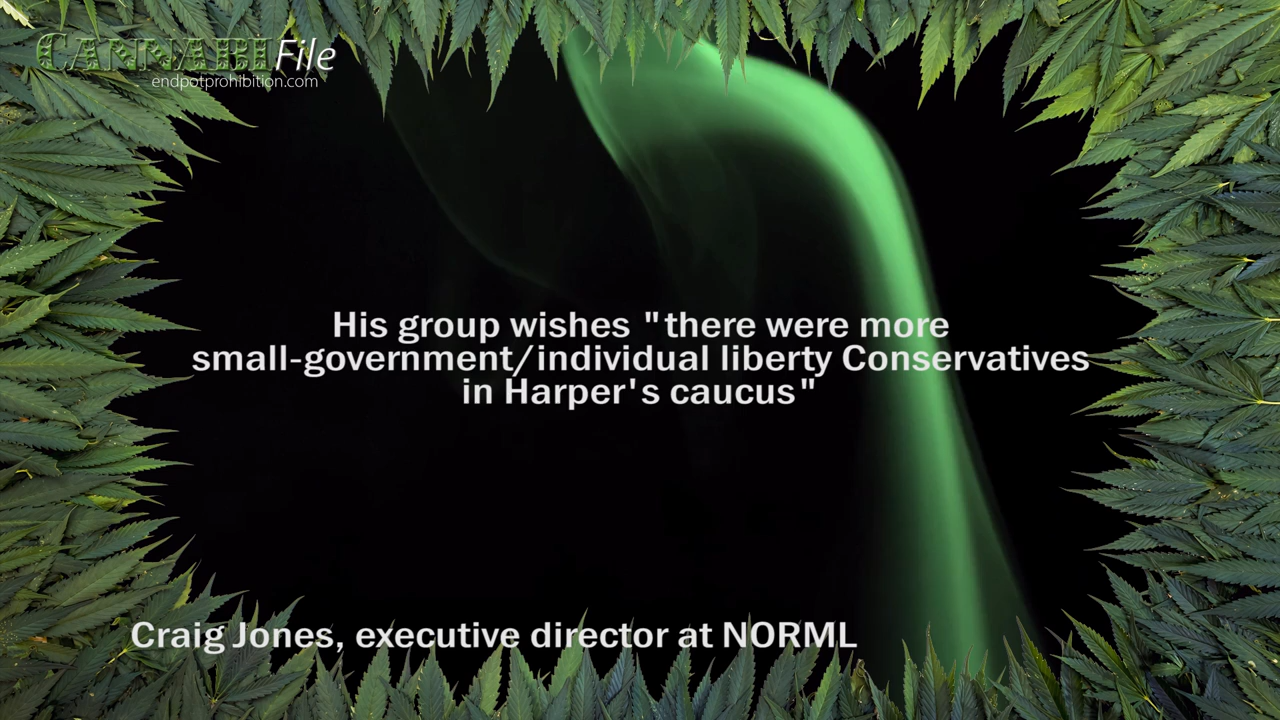 CANNABIFile
endpotprohibition.com
His group wishes "there were more
small-government/individual liberty Conservatives
in Harper's caucus"
Craig Jones, executive director at NORML